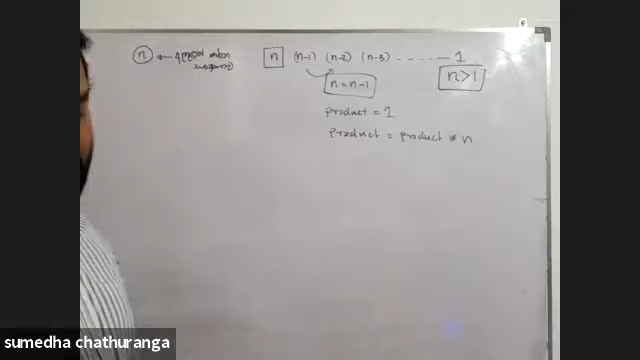 n n (n-1) (n-2) (n-3) - - - - - - 1
n = n-1
n > 1
product = 1
product = product * n
sumedha chathuranga